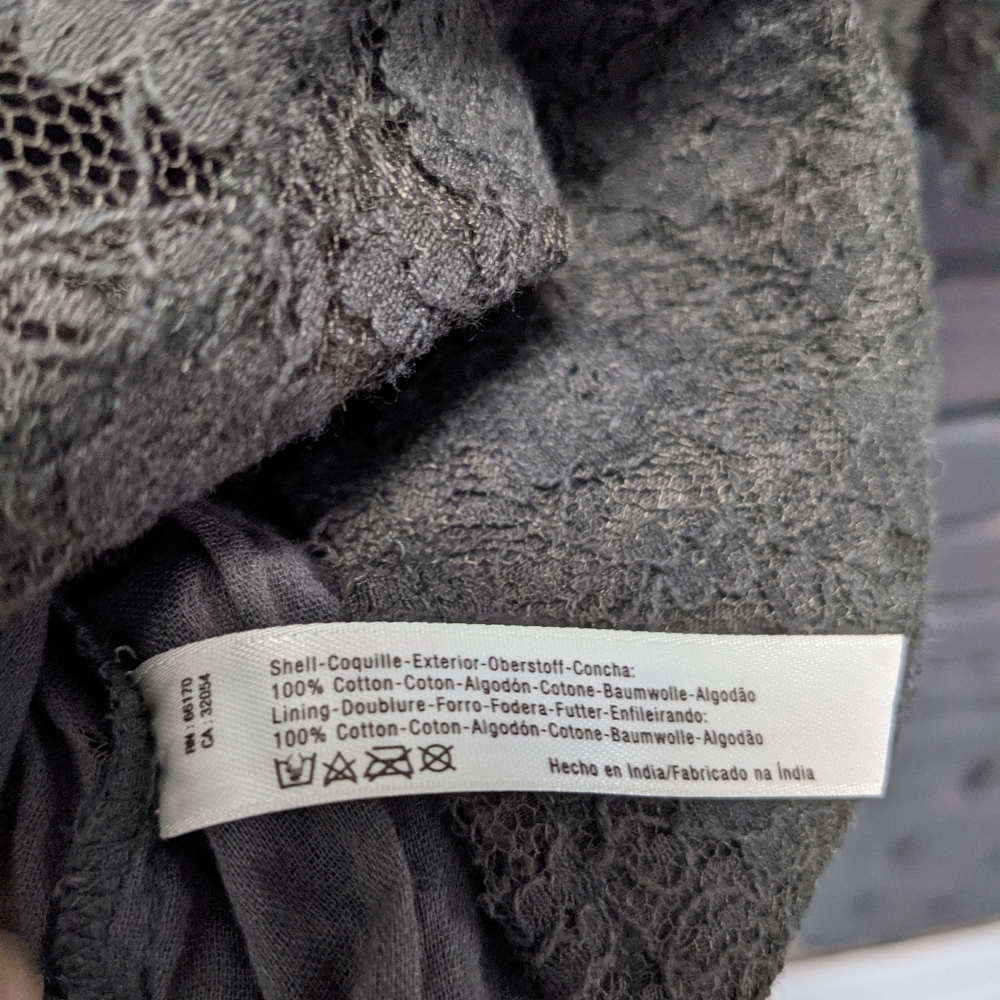 Shell-Coquille-Exterior-Oberstoff-Concha:
100% Cotton-Coton-Algodón-Cotone-Baumwolle-Algodão
Lining-Doublure-Forro-Fodera-Futter-Enfileirando:
100% Cotton-Coton-Algodón-Cotone-Baumwolle-Algodão
Hecho en India/Fabricado na Índia
RN : 66170
CA : 32054